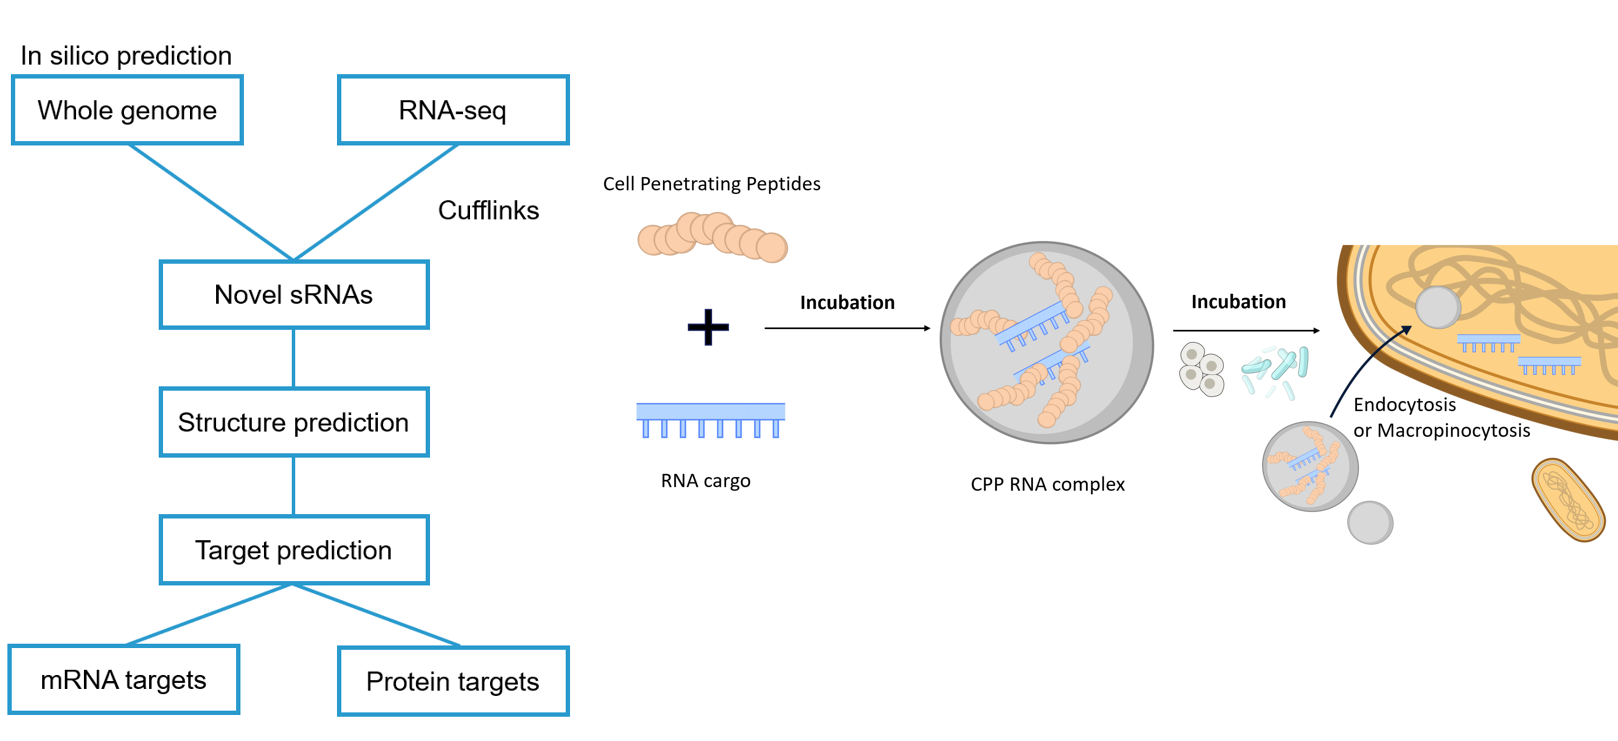 In silico prediction
Whole genome
RNA-seq
Cufflinks
Novel sRNAs
Structure prediction
Target prediction
mRNA targets
Protein targets
Cell Penetrating Peptides
RNA cargo
Incubation
CPP RNA complex
Incubation
Endocytosis
or Macropinocytosis